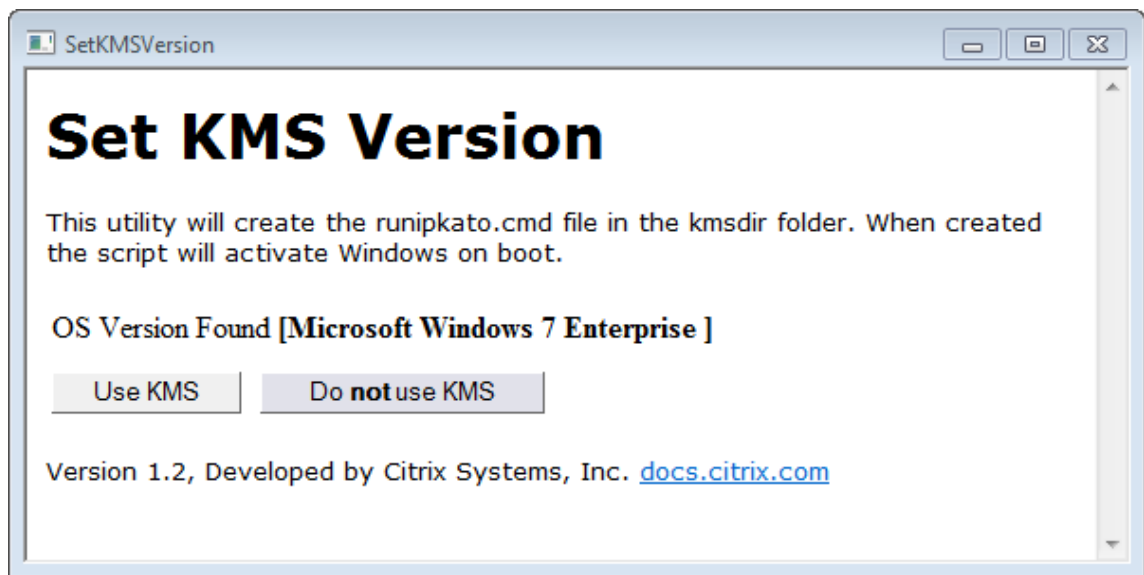 SetKMSVersion
Set KMS Version
This utility will create the runipkato.cmd file in the kmsdir folder. When created
the script will activate Windows on boot.
OS Version Found [Microsoft Windows 7 Enterprise ]
Use KMS
Do not use KMS
Version 1.2, Developed by Citrix Systems, Inc. docs.citrix.com